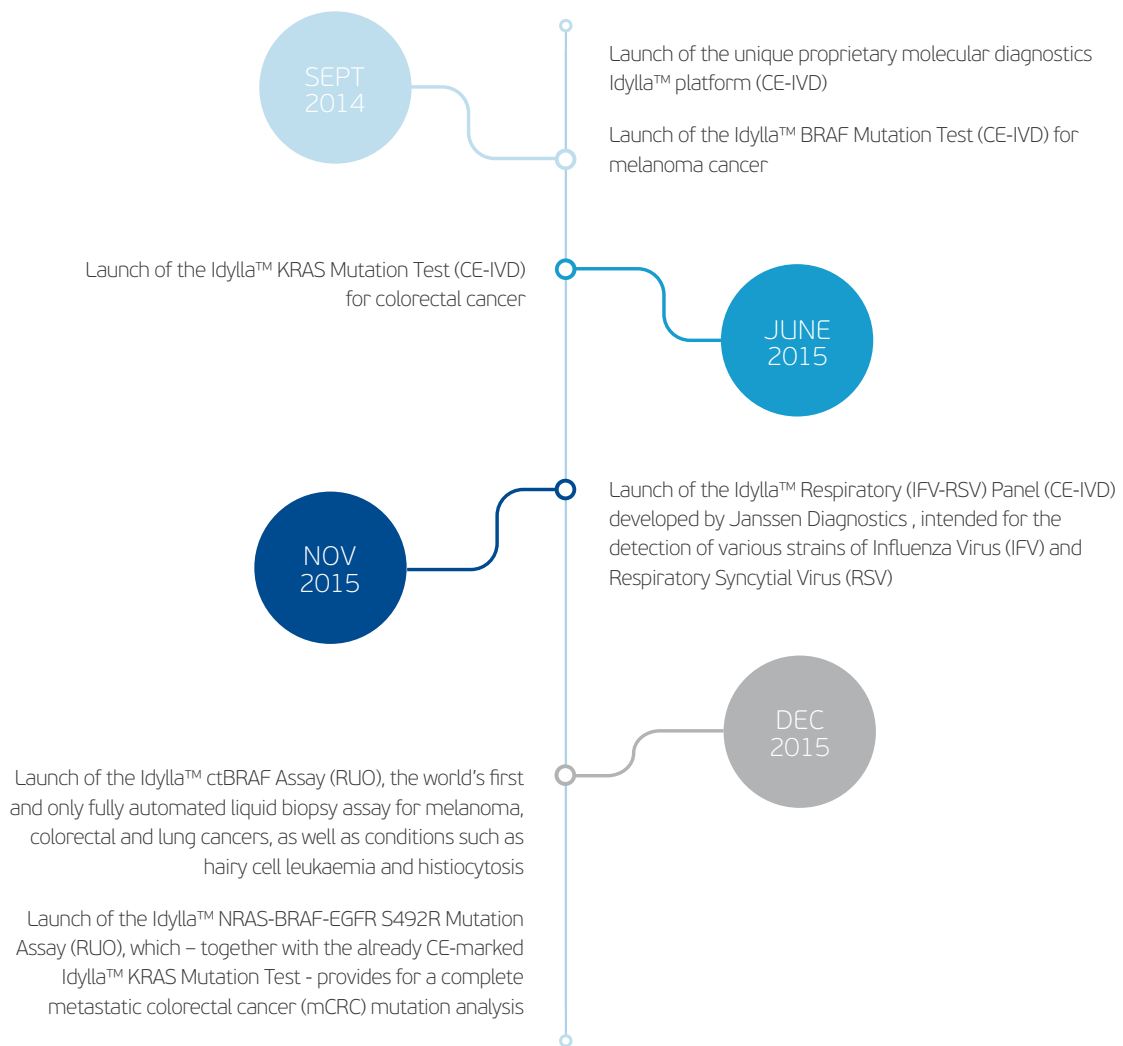 SEPT
2014
Launch of the unique proprietary molecular diagnostics
Idylla™ platform (CE-IVD)
Launch of the Idylla™ BRAF Mutation Test (CE-IVD) for
melanoma cancer
Launch of the Idylla™ KRAS Mutation Test (CE-IVD)
for colorectal cancer
JUNE
2015
Launch of the Idylla™ Respiratory (IFV-RSV) Panel (CE-IVD)
developed by Janssen Diagnostics , intended for the
detection of various strains of Influenza Virus (IFV) and
Respiratory Syncytial Virus (RSV)
NOV
2015
DEC
2015
Launch of the Idylla™ ctBRAF Assay (RUO), the world's first
and only fully automated liquid biopsy assay for melanoma,
colorectal and lung cancers, as well as conditions such as
hairy cell leukaemia and histiocytosis
Launch of the Idylla™ NRAS-BRAF-EGFR S492R Mutation
Assay (RUO), which – together with the already CE-marked
Idylla™ KRAS Mutation Test - provides for a complete
metastatic colorectal cancer (mCRC) mutation analysis